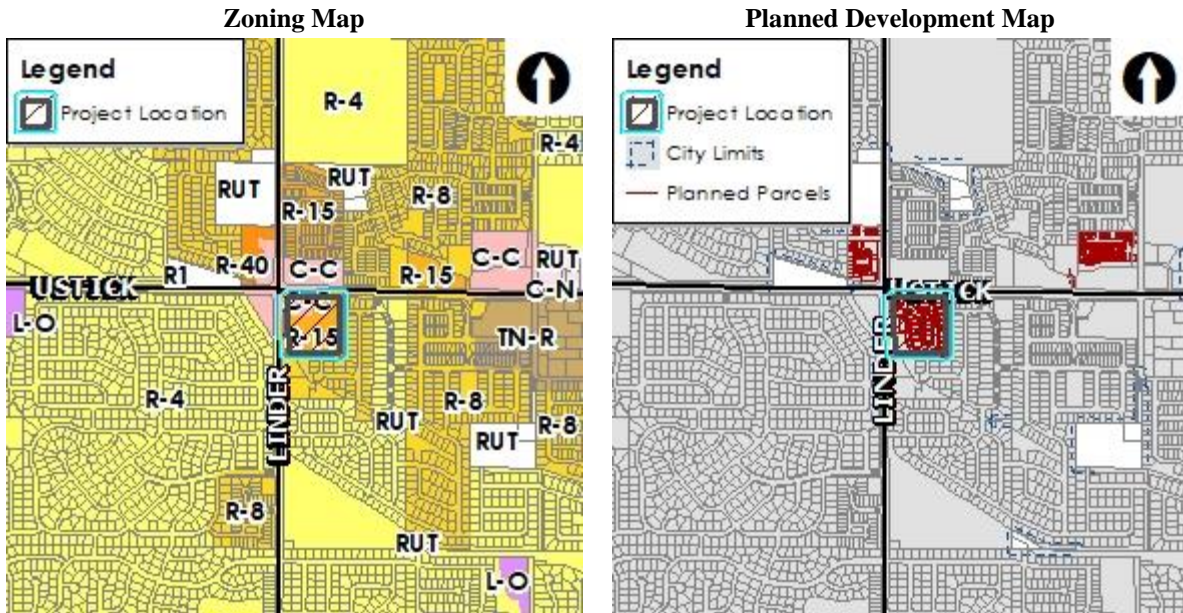 Zoning Map
Legend
Project Location
R-4
R-4
RUT
RUT
R-15
R-8
R-40
C-C
R-15
C-C
RUT
R1
USTICK
C-N
L-O
C-C
R-15
TN-R
R-4
LINDER
RUT
R-8
RUT
R-8
R-8
RUT
L-O
Planned Development Map
Legend
Project Location
City Limits
Planned Parcels
USTICK
LINDER